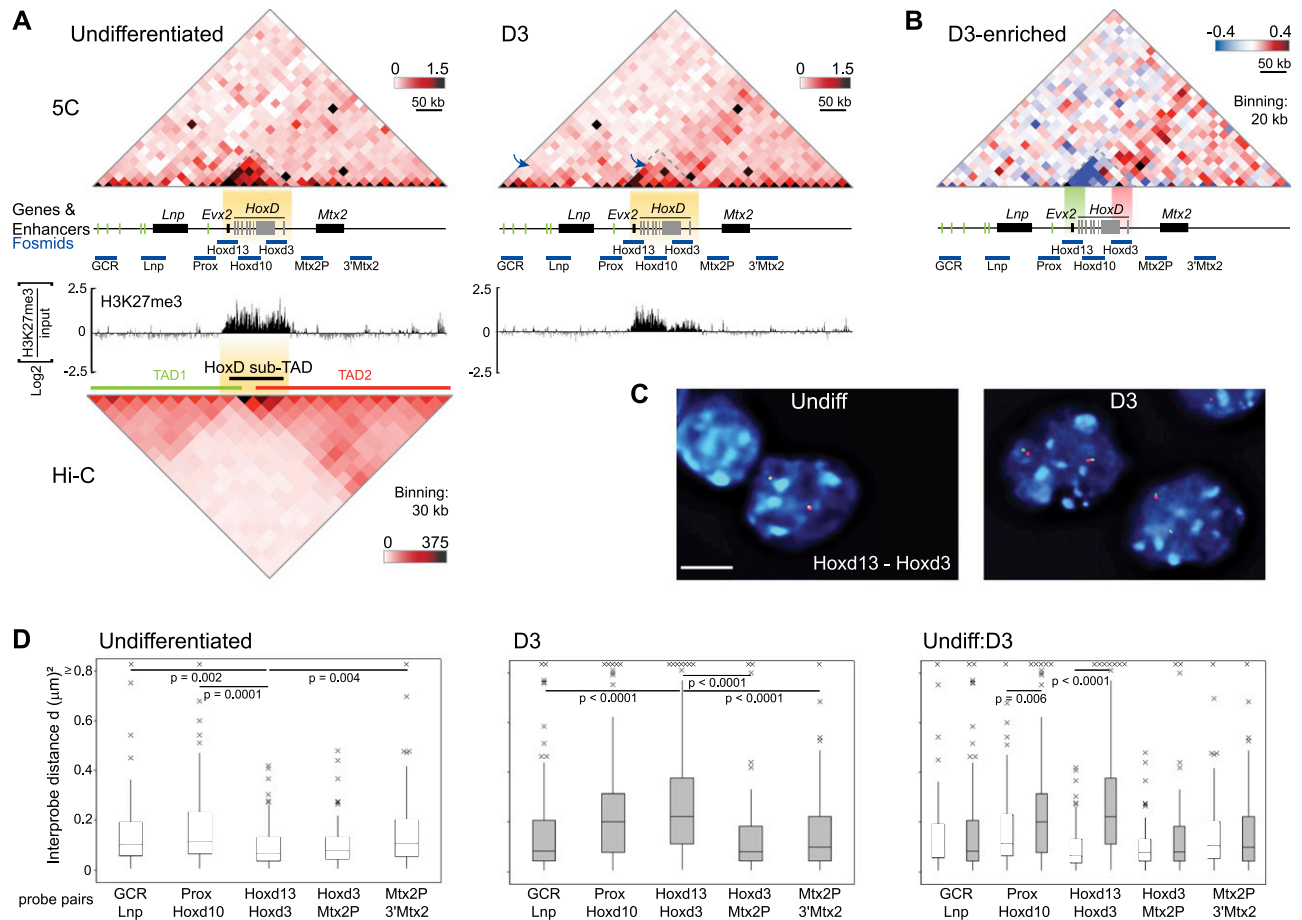 A
Undifferentiated
D3
B
D3-enriched
5C
0 1.5
50 kb
0 1.5
50 kb
-0.4 0.4
50 kb
Binning:
20 kb
Genes &
Enhancers
Fosmids
Lnp Evx2 HoxD Mtx2
Hoxd13 Hoxd3
GCR Lnp Prox Hoxd10 Mtx2P 3'Mtx2
Lnp Evx2 HoxD Mtx2
Hoxd13 Hoxd3
GCR Lnp Prox Hoxd10 Mtx2P 3'Mtx2
Lnp Evx2 HoxD Mtx2
Hoxd13 Hoxd3
GCR Lnp Prox Hoxd10 Mtx2P 3'Mtx2
Log2 [H3K27me3 / input]
2.5
0
-2.5
H3K27me3
2.5
0
-2.5
HoxD sub-TAD
TAD1 TAD2
Hi-C
Binning:
30 kb
0 375
C
Undiff
D3
Hoxd13 - Hoxd3
D
Undifferentiated
D3
Undiff:D3
Interprobe distance d (μm)²
≥0.8
0.6
0.4
0.2
0
p = 0.002
p = 0.004
p = 0.0001
p < 0.0001
p < 0.0001
p < 0.0001
p < 0.0001
p = 0.006
probe pairs
GCR Prox Hoxd13 Hoxd3 Mtx2P
Lnp Hoxd10 Hoxd3 Mtx2P 3'Mtx2
GCR Prox Hoxd13 Hoxd3 Mtx2P
Lnp Hoxd10 Hoxd3 Mtx2P 3'Mtx2
GCR Prox Hoxd13 Hoxd3 Mtx2P
Lnp Hoxd10 Hoxd3 Mtx2P 3'Mtx2